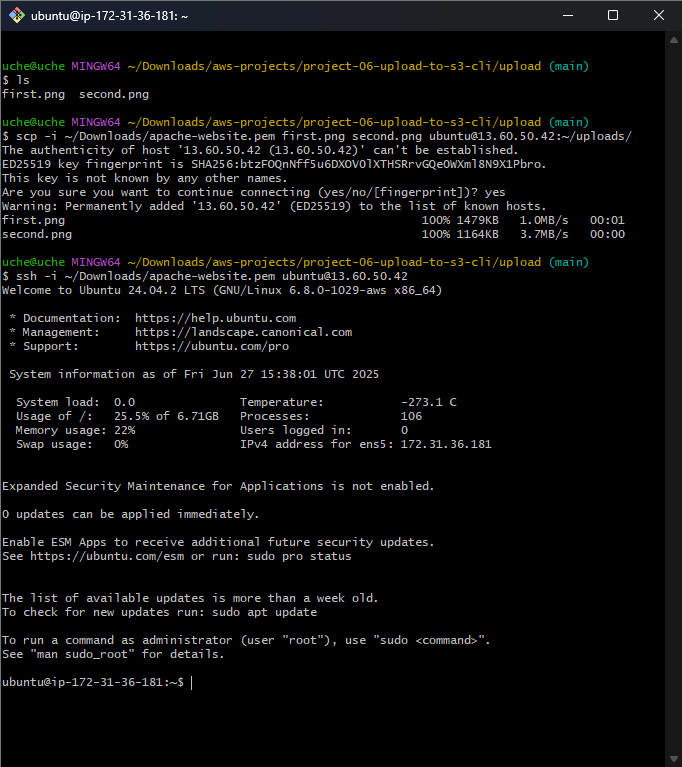 ubuntu@ip-172-31-36-181: ~
uche@uche MINGW64 ~/Downloads/aws-projects/project-06-upload-to-s3-cli/upload (main)
$ ls
first.png  second.png
uche@uche MINGW64 ~/Downloads/aws-projects/project-06-upload-to-s3-cli/upload (main)
$ scp -i ~/Downloads/apache-website.pem first.png second.png ubuntu@13.60.50.42:~/uploads/
The authenticity of host '13.60.50.42 (13.60.50.42)' can't be established.
ED25519 key fingerprint is SHA256:btzFOQnNff5u6DXOVOlXTHSRrvGQeOWXml8N9X1Pbro.
This key is not known by any other names.
Are you sure you want to continue connecting (yes/no/[fingerprint])? yes
Warning: Permanently added '13.60.50.42' (ED25519) to the list of known hosts.
first.png                                                   100% 1479KB   1.0MB/s   00:01
second.png                                                  100% 1164KB   3.7MB/s   00:00
uche@uche MINGW64 ~/Downloads/aws-projects/project-06-upload-to-s3-cli/upload (main)
$ ssh -i ~/Downloads/apache-website.pem ubuntu@13.60.50.42
Welcome to Ubuntu 24.04.2 LTS (GNU/Linux 6.8.0-1029-aws x86_64)
 * Documentation:  https://help.ubuntu.com
 * Management:     https://landscape.canonical.com
 * Support:        https://ubuntu.com/pro
 System information as of Fri Jun 27 15:38:01 UTC 2025
  System load:  0.0               Temperature:           -273.1 C
  Usage of /:   25.5% of 6.71GB   Processes:             106
  Memory usage: 22%               Users logged in:       0
  Swap usage:   0%                IPv4 address for ens5: 172.31.36.181
Expanded Security Maintenance for Applications is not enabled.
0 updates can be applied immediately.
Enable ESM Apps to receive additional future security updates.
See https://ubuntu.com/esm or run: sudo pro status
The list of available updates is more than a week old.
To check for new updates run: sudo apt update
To run a command as administrator (user "root"), use "sudo <command>".
See "man sudo_root" for details.
ubuntu@ip-172-31-36-181:~$